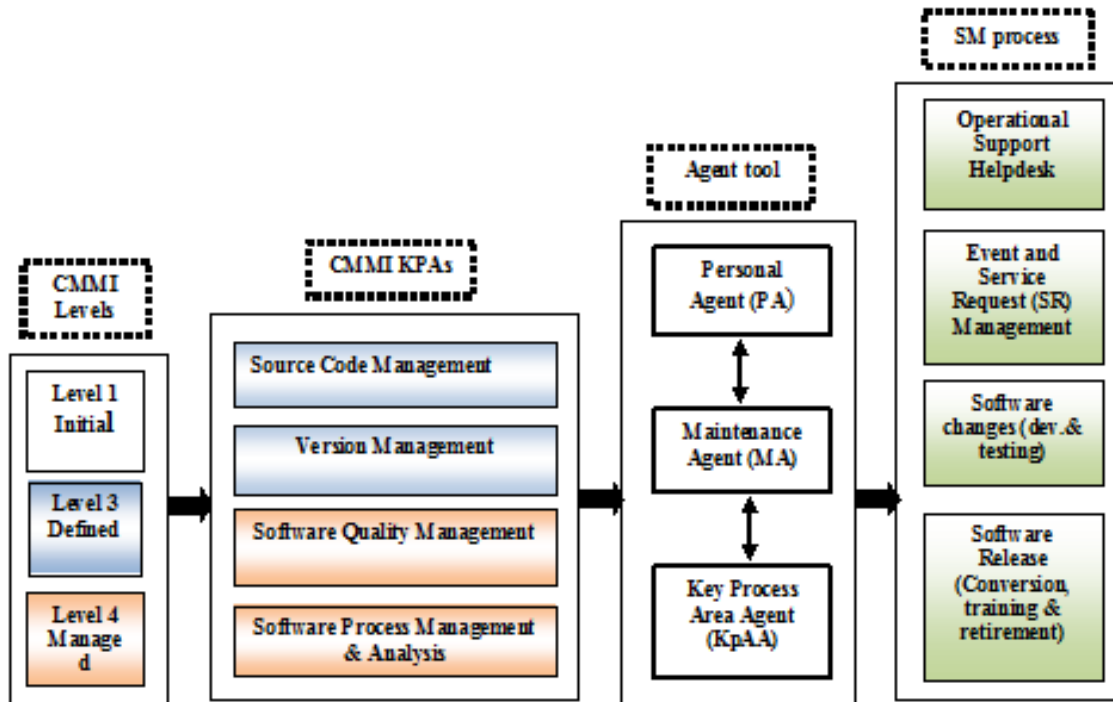 CMMI
Levels
Level 1
Initial
Level 3
Defined
Level 4
Manage
d
CMMI KPAs
Source Code Management
Version Management
Software Quality Management
Software Process Management
& Analysis
Agent tool
Personal
Agent (PA)
Maintenance
Agent (MA)
Key Process
Area Agent
(KpAA)
SM process
Operational
Support
Helpdesk
Event and
Service
Request (SR)
Management
Software
changes (dev.&
testing)
Software
Release
(Conversion,
training &
retirement)